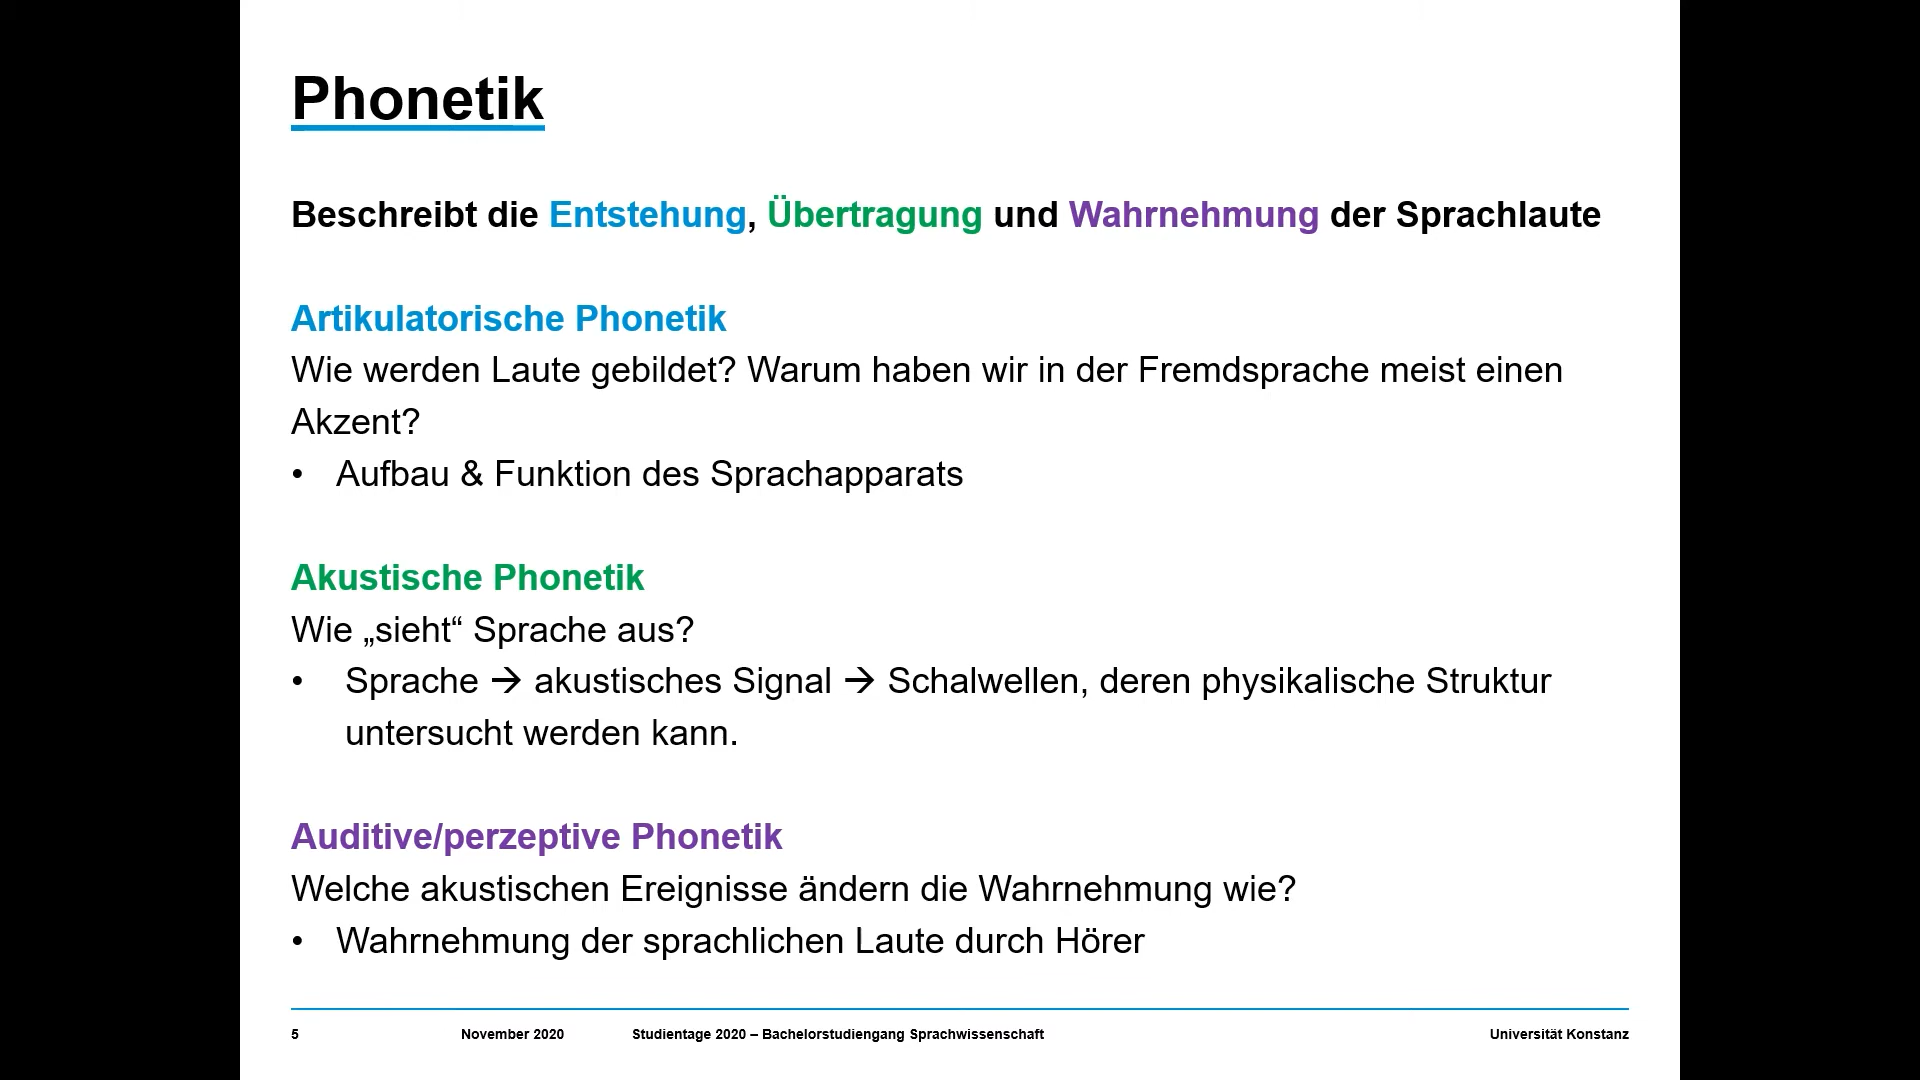 Phonetik
Beschreibt die Entstehung, Übertragung und Wahrnehmung der Sprachlaute
Artikulatorische Phonetik
Wie werden Laute gebildet? Warum haben wir in der Fremdsprache meist einen
Akzent?
• Aufbau & Funktion des Sprachapparats
Akustische Phonetik
Wie „sieht“ Sprache aus?
• Sprache → akustisches Signal → Schalwellen, deren physikalische Struktur
untersucht werden kann.
Auditive/perzeptive Phonetik
Welche akustischen Ereignisse ändern die Wahrnehmung wie?
• Wahrnehmung der sprachlichen Laute durch Hörer
5 November 2020 Studientage 2020 – Bachelorstudiengang Sprachwissenschaft Universität Konstanz